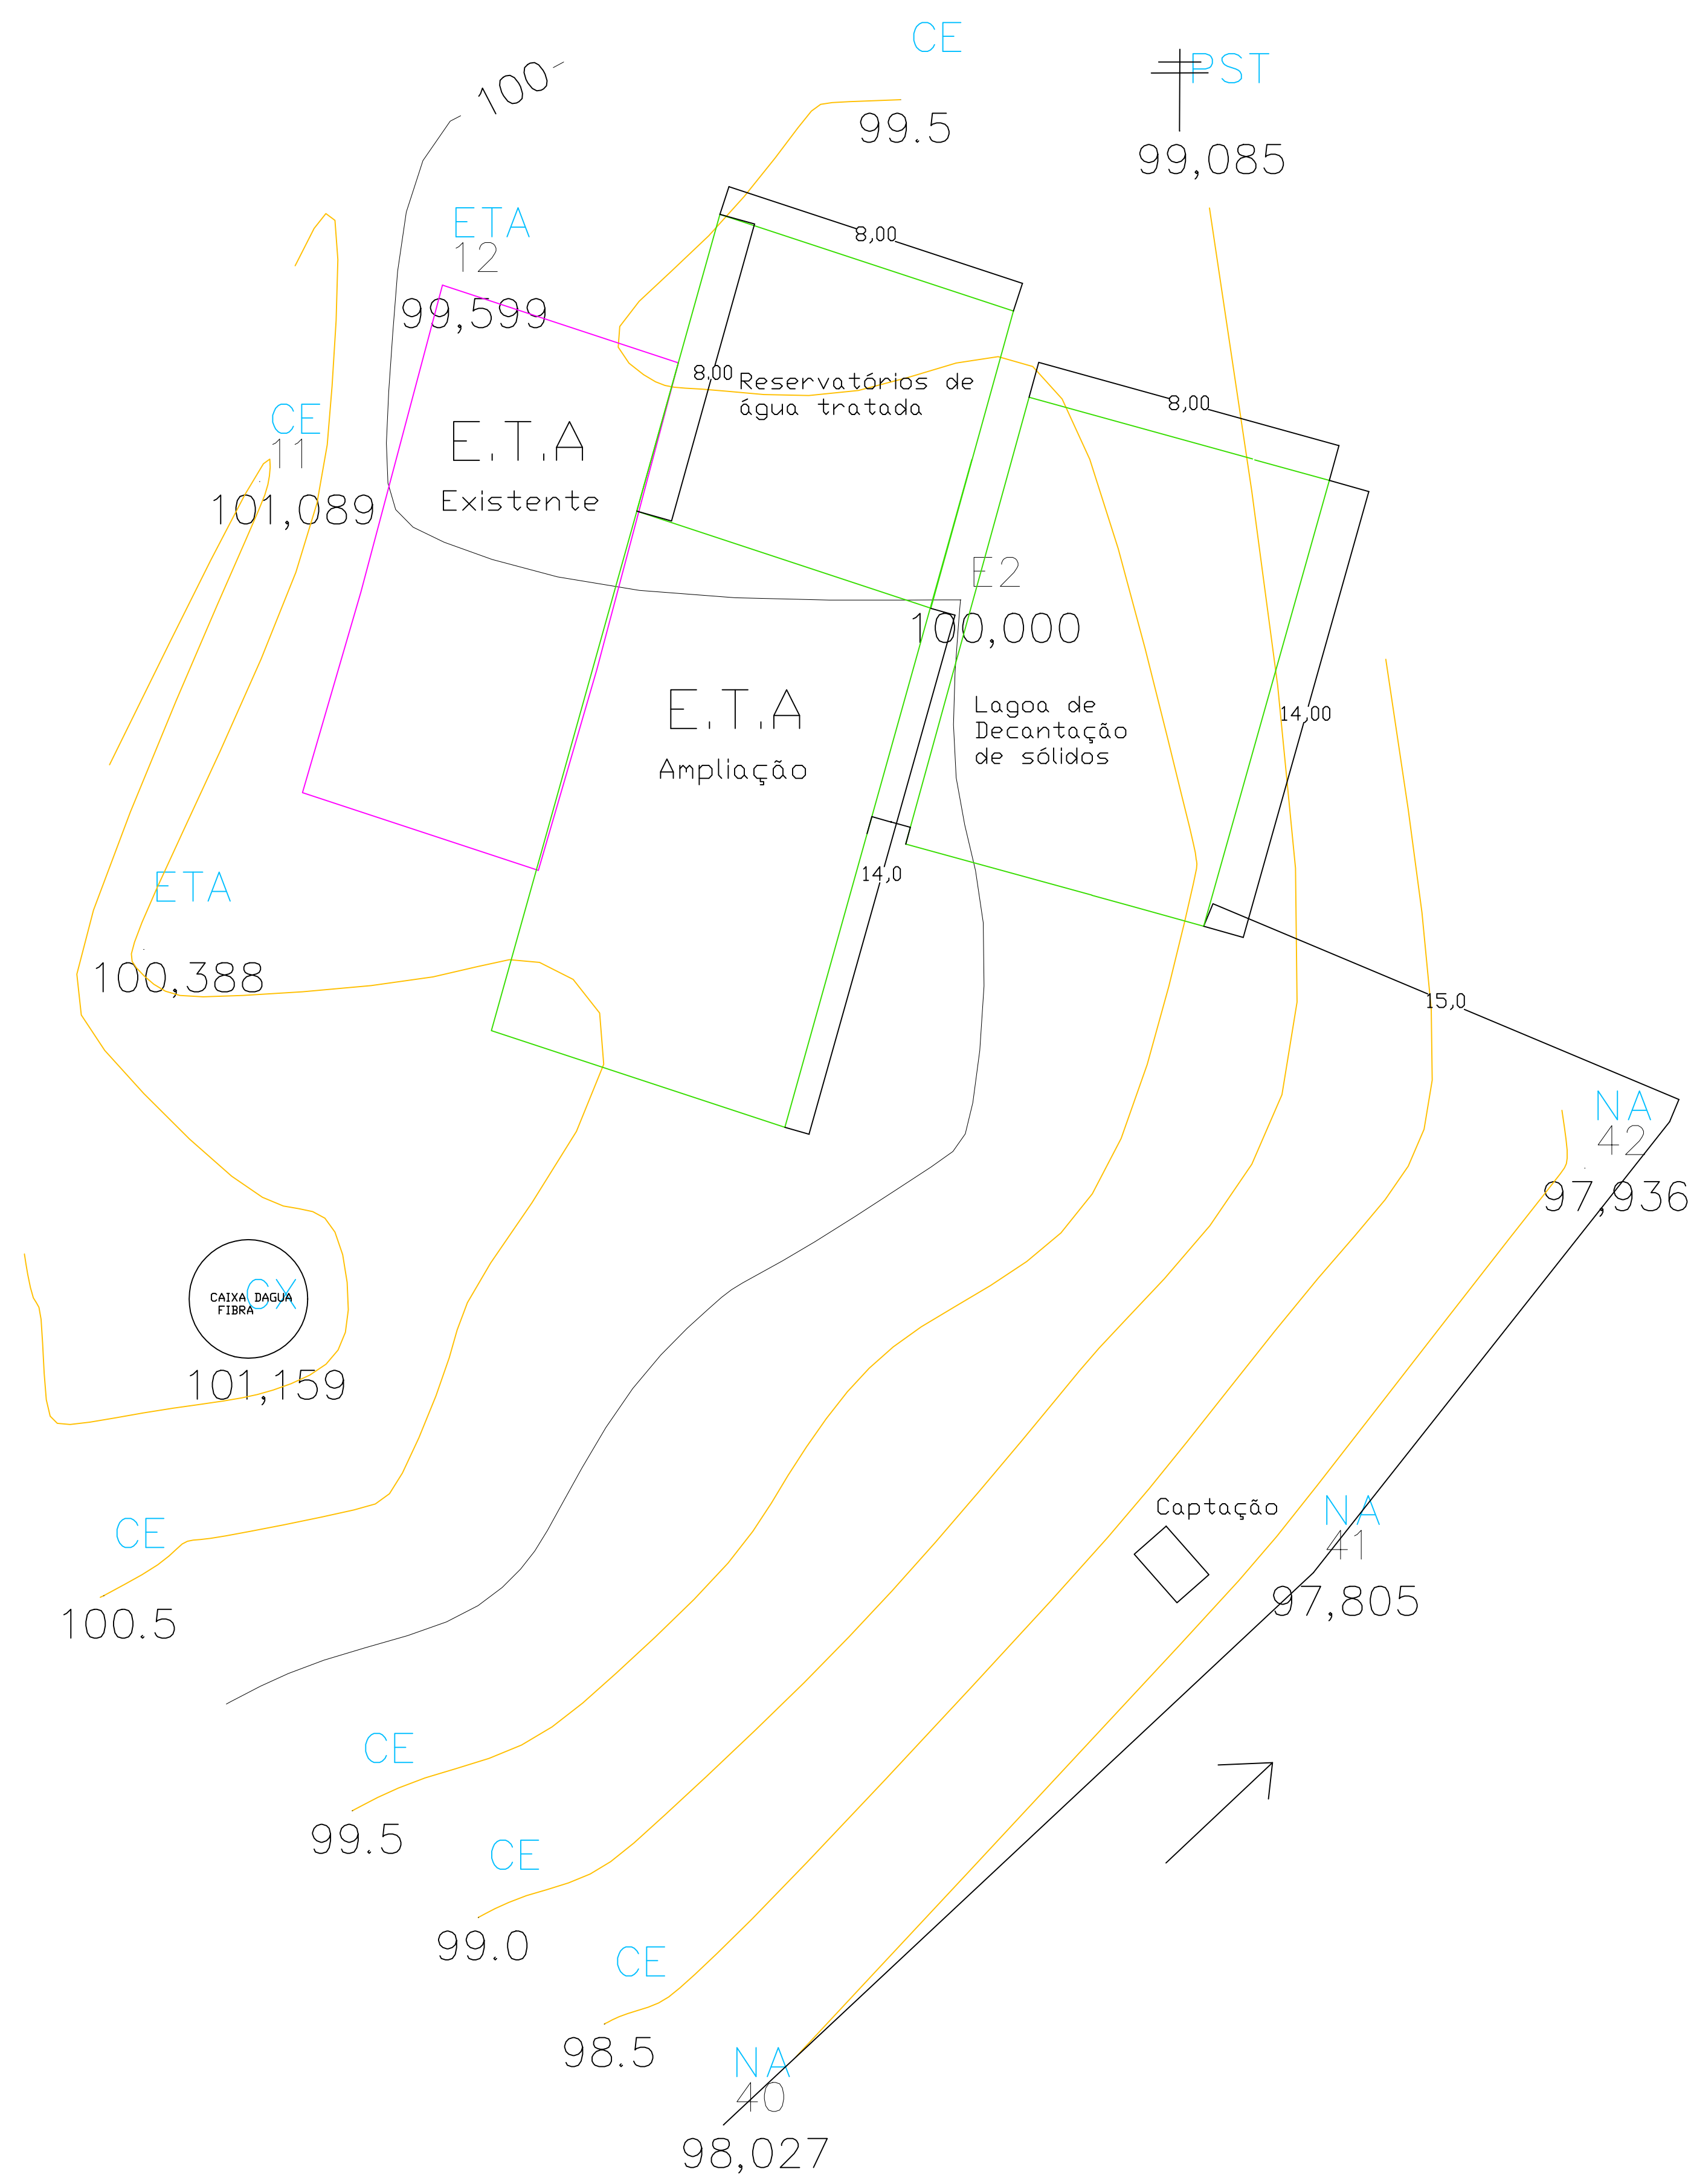 CE
PST
100-
99.5
99,085
ETA
12
99,599
8,00
8,00
Reservatórios de
água tratada
8,00
CE
11
101,089
E.T.A
Existente
E2
100,000
E.T.A
Ampliação
Lagoa de
Decantação
de sólidos
14,00
14,0
ETA
100,388
15,0
NA
42
97,936
CX
CAIXA DAGUA
FIBRA
101,159
CE
100.5
Captação
NA
41
97,805
CE
99.5
CE
99.0
CE
98.5
NA
40
98,027